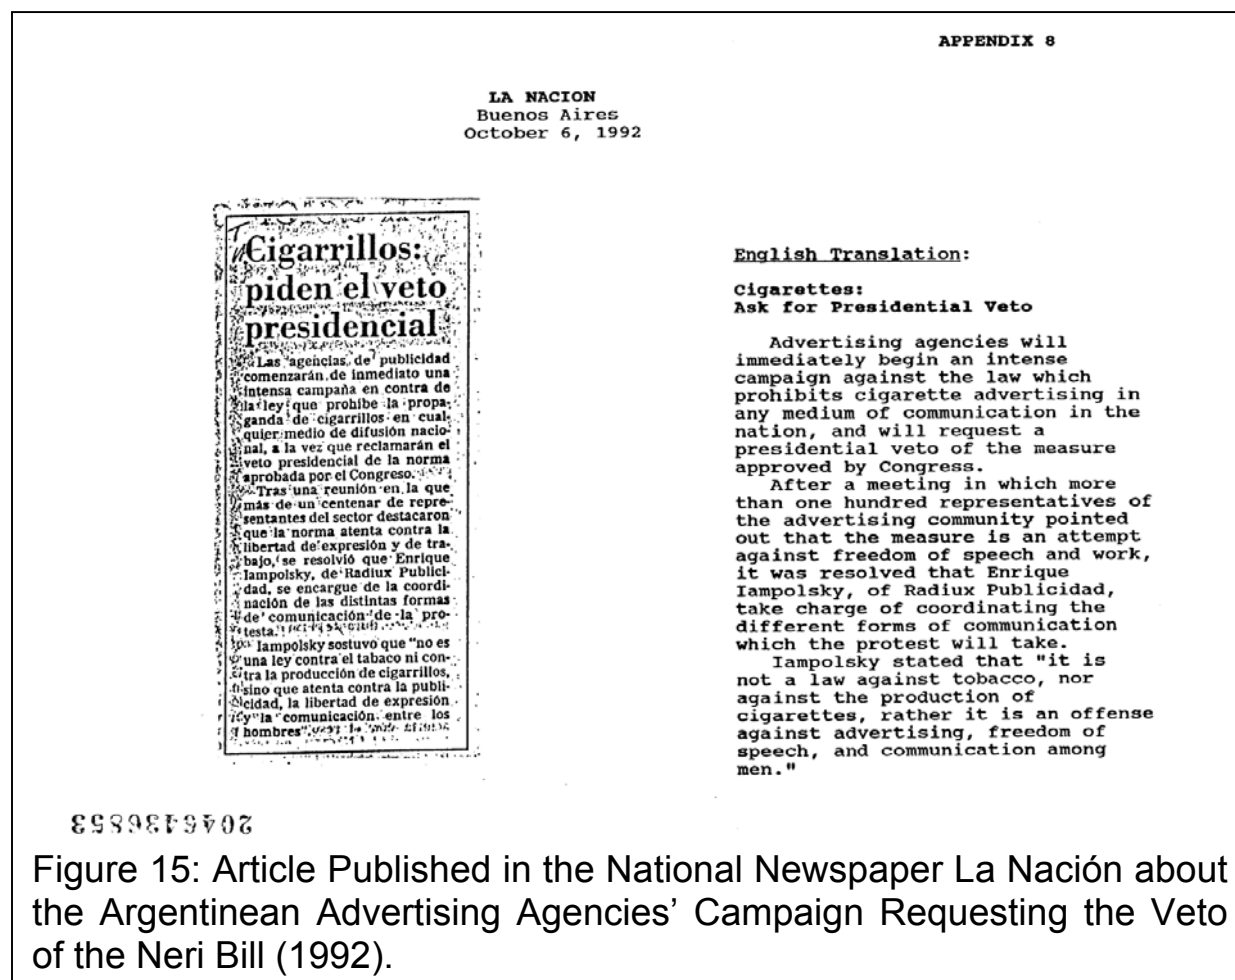 APPENDIX 8
LA NACION
Buenos Aires
October 6, 1992
Cigarrillos:
piden el veto
presidencial
Las agencias de publicidad
comenzarán de inmediato una
intensa campaña en contra de
la ley que prohibe la propa-
ganda de cigarrillos en cual-
quier medio de difusión nacio-
nal, a la vez que reclamarán el
veto presidencial de la norma
aprobada por el Congreso.
Tras una reunión en la que
más de un centenar de repre-
sentantes del sector destacaron
que la norma atenta contra la
libertad de expresión y de tra-
bajo, se resolvió que Enrique
Iampolsky, de Radiux Publici-
dad, se encargue de la coordi-
nación de las distintas formas
de comunicación de la pro-
testa.
Iampolsky sostuvo que "no es
una ley contra el tabaco ni con-
tra la producción de cigarrillos,
sino que atenta contra la publi-
cidad, la libertad de expresión
y la comunicación entre los
hombres".
English Translation:
Cigarettes:
Ask for Presidential Veto
Advertising agencies will
immediately begin an intense
campaign against the law which
prohibits cigarette advertising in
any medium of communication in the
nation, and will request a
presidential veto of the measure
approved by Congress.
After a meeting in which more
than one hundred representatives of
the advertising community pointed
out that the measure is an attempt
against freedom of speech and work,
it was resolved that Enrique
Iampolsky, of Radiux Publicidad,
take charge of coordinating the
different forms of communication
which the protest will take.
Iampolsky stated that "it is
not a law against tobacco, nor
against the production of
cigarettes, rather it is an offense
against advertising, freedom of
speech, and communication among
men."
2046436853
Figure 15: Article Published in the National Newspaper La Nación about
the Argentinean Advertising Agencies’ Campaign Requesting the Veto
of the Neri Bill (1992).